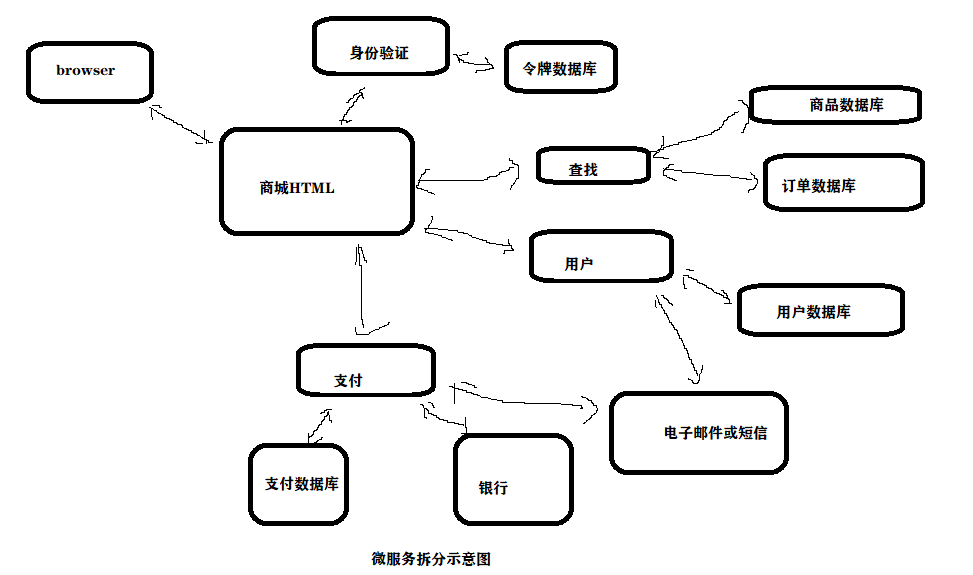 身份验证
browser
令牌数据库
商品数据库
查找
商城HTML
订单数据库
用户
用户数据库
支付
电子邮件或短信
支付数据库
银行
微服务拆分示意图